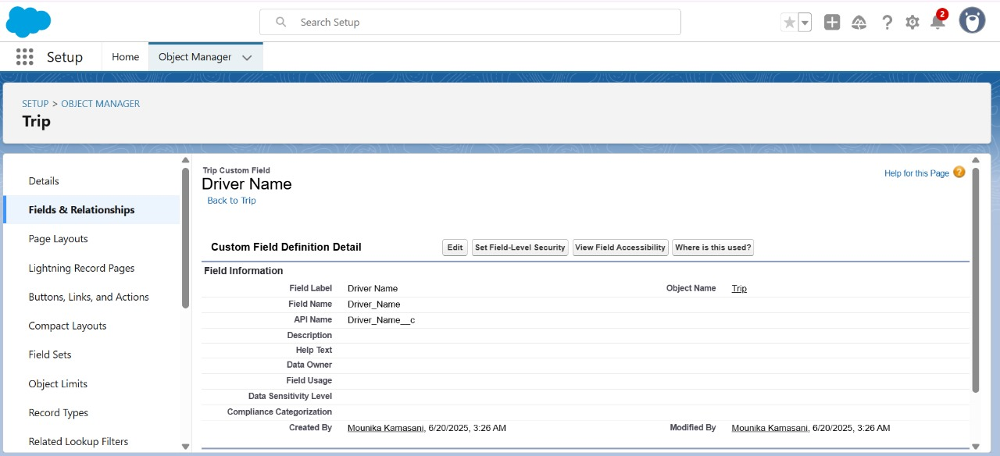 Search Setup
2
Setup
Home
Object Manager
SETUP > OBJECT MANAGER
Trip
Details
Fields & Relationships
Page Layouts
Lightning Record Pages
Buttons, Links, and Actions
Compact Layouts
Field Sets
Object Limits
Record Types
Related Lookup Filters
Trip Custom Field
Driver Name
Back to Trip
Help for this Page ?
Custom Field Definition Detail
Edit
Set Field-Level Security
View Field Accessibility
Where is this used?
Field Information
Field Label Driver Name Object Name Trip
Field Name Driver_Name
API Name Driver_Name__c
Description
Help Text
Data Owner
Field Usage
Data Sensitivity Level
Compliance Categorization
Created By Mounika Kamasani, 6/20/2025, 3:26 AM Modified By Mounika Kamasani, 6/20/2025, 3:26 AM